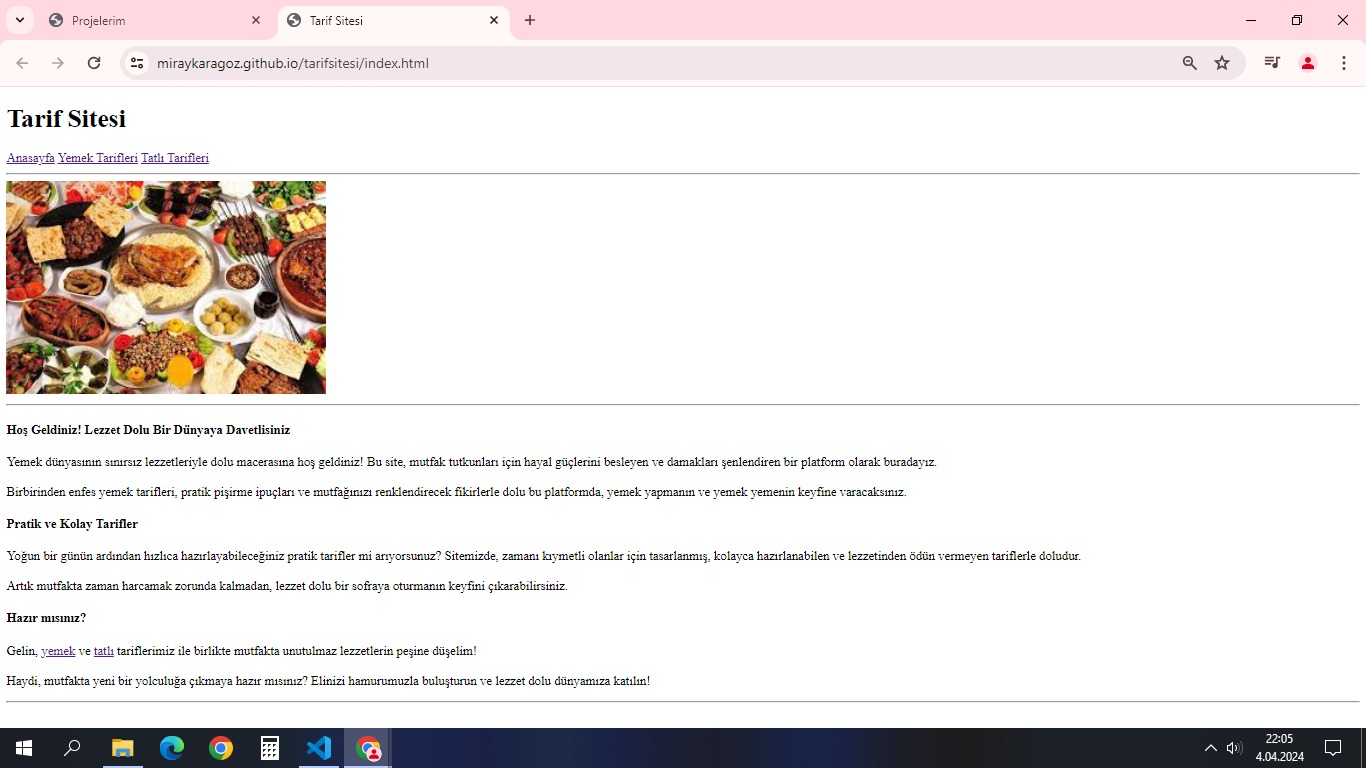 Projelerim
Tarif Sitesi
miraykaragoz.github.io/tarifsitesi/index.html
Tarif Sitesi
Anasayfa Yemek Tarifleri Tatlı Tarifleri
Hoş Geldiniz! Lezzet Dolu Bir Dünyaya Davetlisiniz
Yemek dünyasının sınırsız lezzetleriyle dolu macerasına hoş geldiniz! Bu site, mutfak tutkunları için hayal güçlerini besleyen ve damakları şenlendiren bir platform olarak buradayız.
Birbirinden enfes yemek tarifleri, pratik pişirme ipuçları ve mutfağınızı renklendirecek fikirlerle dolu bu platformda, yemek yapmanın ve yemek yemenin keyfine varacaksınız.
Pratik ve Kolay Tarifler
Yoğun bir günün ardından hızlıca hazırlayabileceğiniz pratik tarifler mi arıyorsunuz? Sitemizde, zamanı kıymetli olanlar için tasarlanmış, kolayca hazırlanabilen ve lezzetinden ödün vermeyen tariflerle doludur.
Artık mutfakta zaman harcamak zorunda kalmadan, lezzet dolu bir sofraya oturmanın keyfini çıkarabilirsiniz.
Hazır mısınız?
Gelin, yemek ve tatlı tariflerimiz ile birlikte mutfakta unutulmaz lezzetlerin peşine düşelim!
Haydi, mutfakta yeni bir yolculuğa çıkmaya hazır mısınız? Elinizi hamurumuzla buluşturun ve lezzet dolu dünyamıza katılın!
22:05
4.04.2024